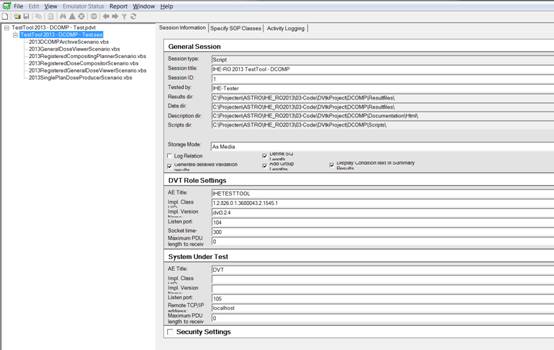 File Edit View Emulator Status Report Window Help
TestTool 2013 - DCOMP - Test.pdvt
TestTool 2013 - DCOMP - Test.ses
2013DCOMPArchiveScenario.vbs
2013GeneralDoseViewerScenario.vbs
2013RegisteredCompositingPlannerScenario.vbs
2013RegisteredDoseCompositorScenario.vbs
2013RegisteredGeneralDoseViewerScenario.vbs
2013SinglePlanDoseProducerScenario.vbs
Session Information Specify SOP Classes Activity Logging
General Session
Session type: Script
Session title: IHE-RO 2013 TestTool - DCOMP
Session ID: 1
Tested by: IHE-Tester
Results dir: C:\Projecten\ASTRO\IHE_RO2013\03-Code\DVtkProject\DCOMP\Resultfiles\
Data dir: C:\Projecten\ASTRO\IHE_RO2013\03-Code\DVtkProject\DCOMP\Resultfiles\
Description dir: C:\Projecten\ASTRO\IHE_RO2013\03-Code\DVtkProject\DCOMP\Documentation\Html\
Scripts dir: C:\Projecten\ASTRO\IHE_RO2013\03-Code\DVtkProject\DCOMP\Scripts\
Storage Mode: As Media
Log Relation Define SQ Length Display Condition text in Summary Results
Generate detailed validation results Add Group Lengths
DVT Role Settings
AE Title: IHETESTTOOL
Impl. Class UID: 1.2.826.0.1.3680043.2.1545.1
Impl. Version Name: dvt3.2.4
Listen port: 104
Socket time- 300
Maximum PDU length to receiv 0
System Under Test
AE Title: DVT
Impl. Class
Impl. Version
Listen port: 105
Remote TCP/IP address: localhost
Maximum PDU length to receiv 0
Security Settings